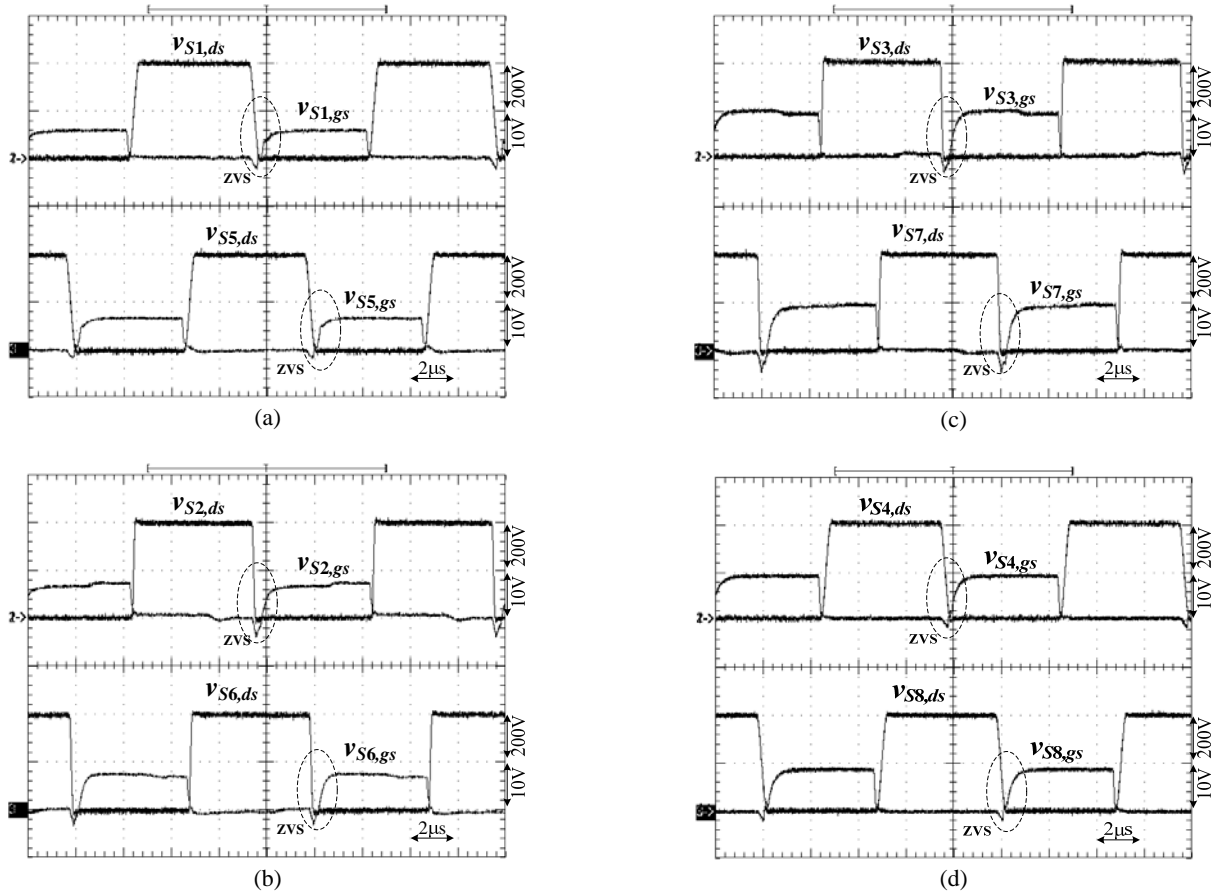 vS1,ds
200V
vS1,gs
10V
2->
ZVS
vS5,ds
200V
vS5,gs
10V
ZVS
2μs
(a)
vS3,ds
200V
vS3,gs
10V
2->
ZVS
vS7,ds
200V
vS7,gs
10V
ZVS
2μs
(c)
vS2,ds
200V
vS2,gs
10V
2->
ZVS
vS6,ds
200V
vS6,gs
10V
ZVS
2μs
(b)
vS4,ds
200V
vS4,gs
10V
2->
ZVS
vS8,ds
200V
vS8,gs
10V
ZVS
2μs
(d)